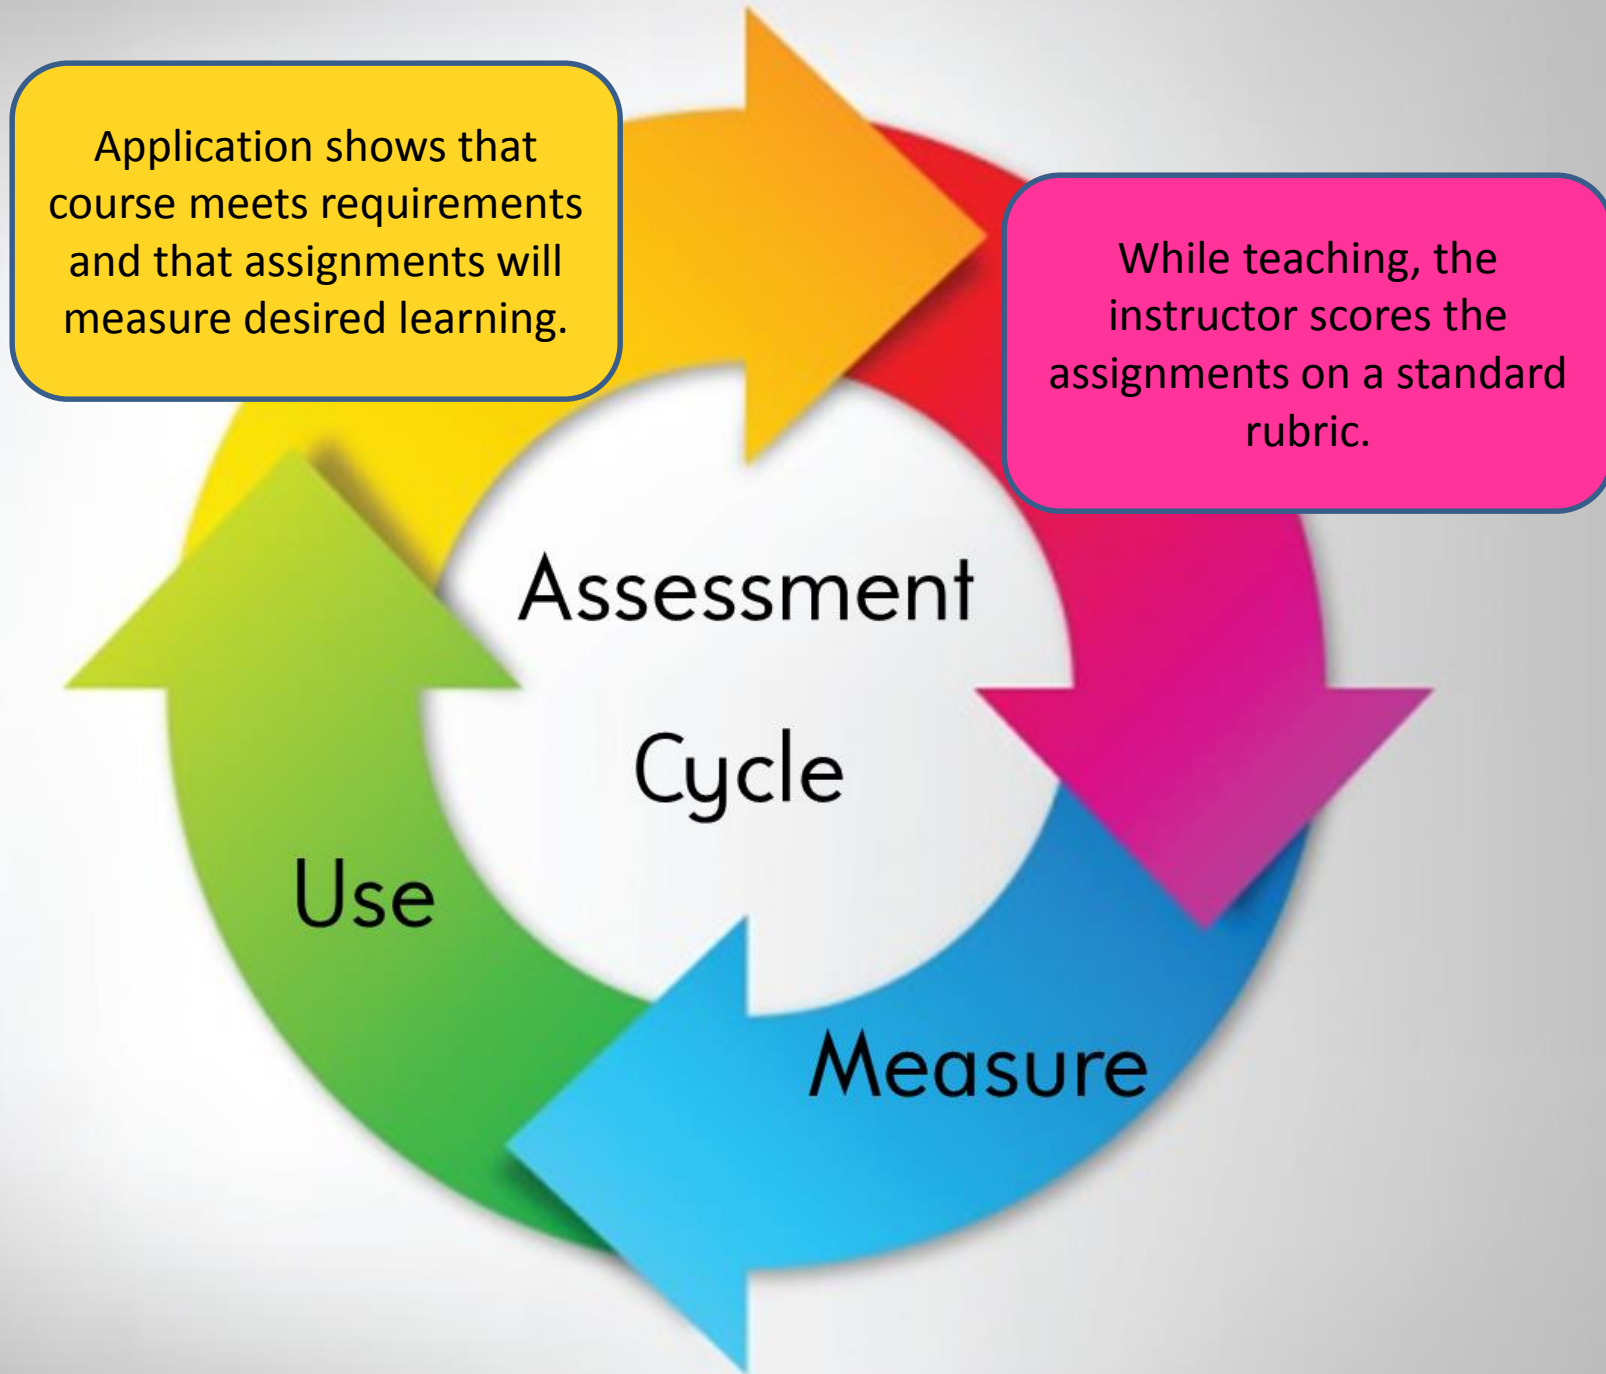 Application shows that
course meets requirements
and that assignments will
measure desired learning.
While teaching, the
instructor scores the
assignments on a standard
rubric.
Assessment
Cycle
Use
Measure